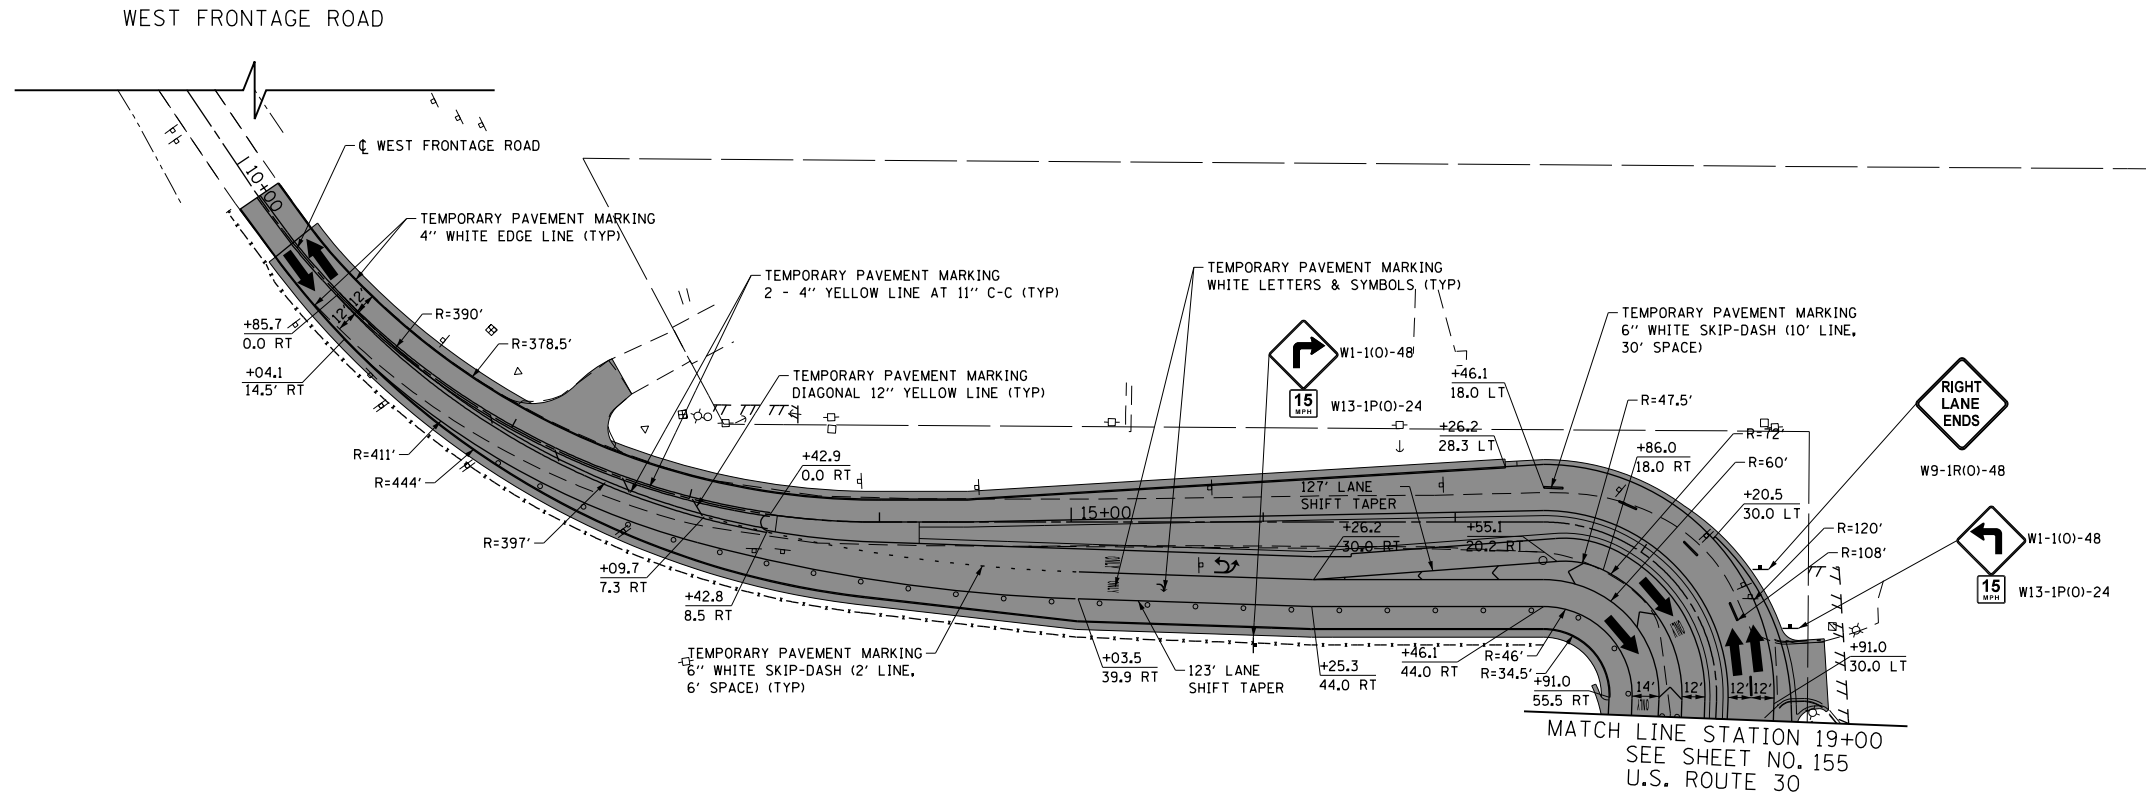 WEST FRONTAGE ROAD
℄ WEST FRONTAGE ROAD
10+00
TEMPORARY PAVEMENT MARKING
4" WHITE EDGE LINE (TYP)
12'
12'
+85.7
0.0 RT
+04.1
14.5' RT
R=390'
R=378.5'
TEMPORARY PAVEMENT MARKING
2 - 4" YELLOW LINE AT 11" C-C (TYP)
TEMPORARY PAVEMENT MARKING
DIAGONAL 12" YELLOW LINE (TYP)
TEMPORARY PAVEMENT MARKING
WHITE LETTERS & SYMBOLS (TYP)
TEMPORARY PAVEMENT MARKING
6" WHITE SKIP-DASH (10' LINE,
30' SPACE)
W1-1(O)-48
15
MPH
W13-1P(O)-24
+46.1
18.0 LT
+26.2
28.3 LT
R=47.5'
+86.0
18.0 RT
R=72'
R=60'
+20.5
30.0 LT
R=120'
R=108'
RIGHT
LANE
ENDS
W9-1R(O)-48
W1-1(O)-48
15
MPH
W13-1P(O)-24
R=411'
R=444'
R=397'
+42.9
0.0 RT
+09.7
7.3 RT
+42.8
8.5 RT
15+00
127' LANE
SHIFT TAPER
+26.2
30.0 RT
+55.1
20.2 RT
ONLY
ONLY
ONLY
TEMPORARY PAVEMENT MARKING
6" WHITE SKIP-DASH (2' LINE,
6' SPACE) (TYP)
+03.5
39.9 RT
123' LANE
SHIFT TAPER
+25.3
44.0 RT
+46.1
44.0 RT
R=46'
R=34.5'
+91.0
55.5 RT
14'
ONLY
12'
12'
12'
+91.0
30.0 LT
MATCH LINE STATION 19+00
SEE SHEET NO. 155
U.S. ROUTE 30